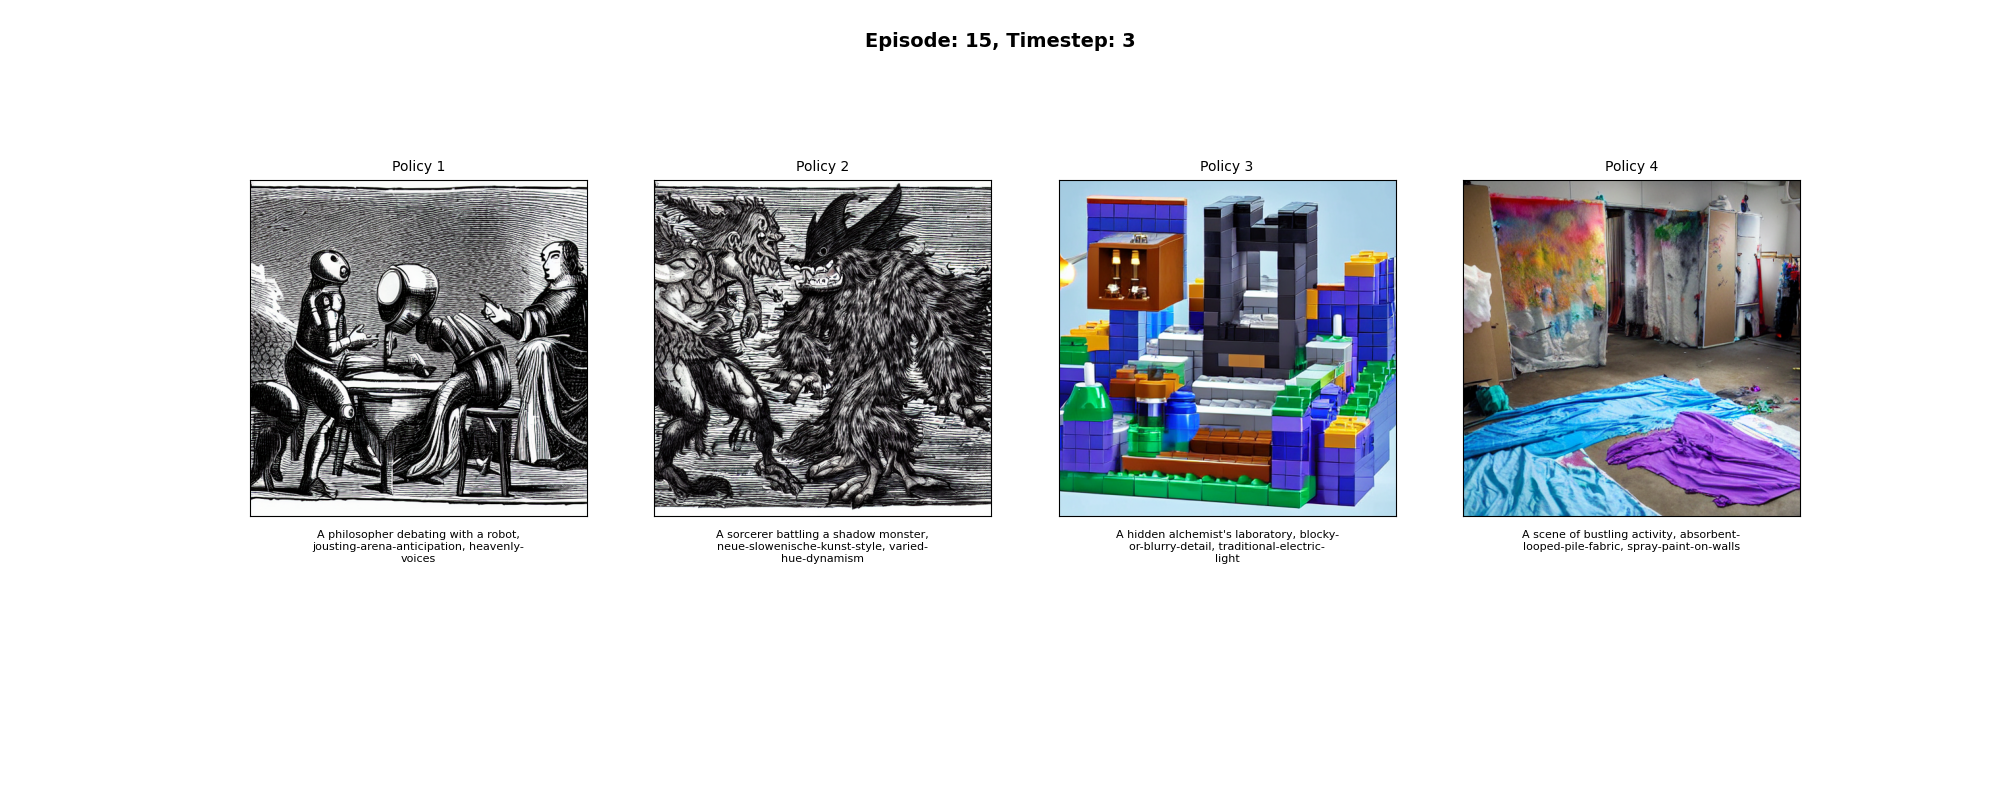 Episode: 15, Timestep: 3
Policy 1
Policy 2
Policy 3
Policy 4
A philosopher debating with a robot,
jousting-arena-anticipation, heavenly-
voices
A sorcerer battling a shadow monster,
neue-slowenische-kunst-style, varied-
hue-dynamism
A hidden alchemist's laboratory, blocky-
or-blurry-detail, traditional-electric-
light
A scene of bustling activity, absorbent-
looped-pile-fabric, spray-paint-on-walls